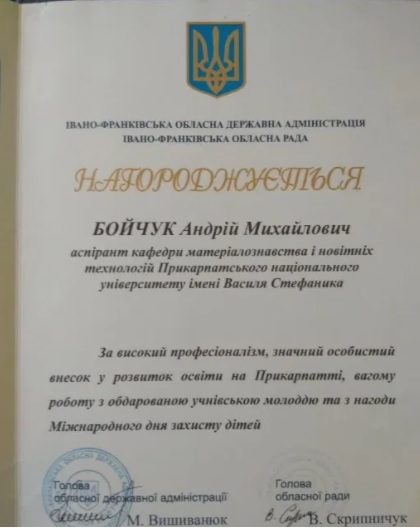 ІВАНО-ФРАНКІВСЬКА ОБЛАСНА ДЕРЖАВНА АДМІНІСТРАЦІЯ
ІВАНО-ФРАНКІВСЬКА ОБЛАСНА РАДА
НАГОРОДЖУЄТЬСЯ
БОЙЧУК Андрій Михайлович
аспірант кафедри матеріалознавства і новітніх
технологій Прикарпатського національного
університету імені Василя Стефаника
За високий професіоналізм, значний особистий
внесок у розвиток освіти на Прикарпатті, вагому
роботу з обдарованою учнівською молоддю та з нагоди
Міжнародного дня захисту дітей
Голова
обласної державної адміністрації
М. Вишиванюк
Голова
обласної ради
В. Скрипничук